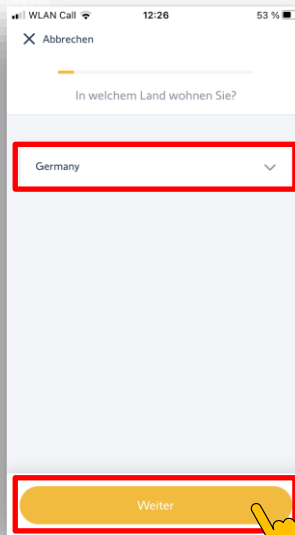 WLAN Call 12:26 53 %
Abbrechen
In welchem Land wohnen Sie?
Germany
Weiter